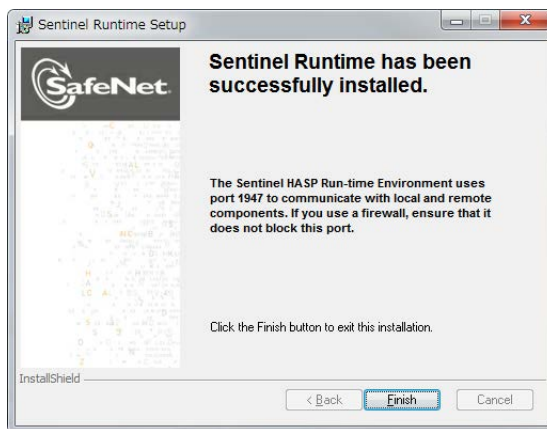 Sentinel Runtime Setup
SafeNet.
Sentinel Runtime has been
successfully installed.
The Sentinel HASP Run-time Environment uses
port 1947 to communicate with local and remote
components. If you use a firewall, ensure that it
does not block this port.
Click the Finish button to exit this installation.
InstallShield
< Back
Finish
Cancel